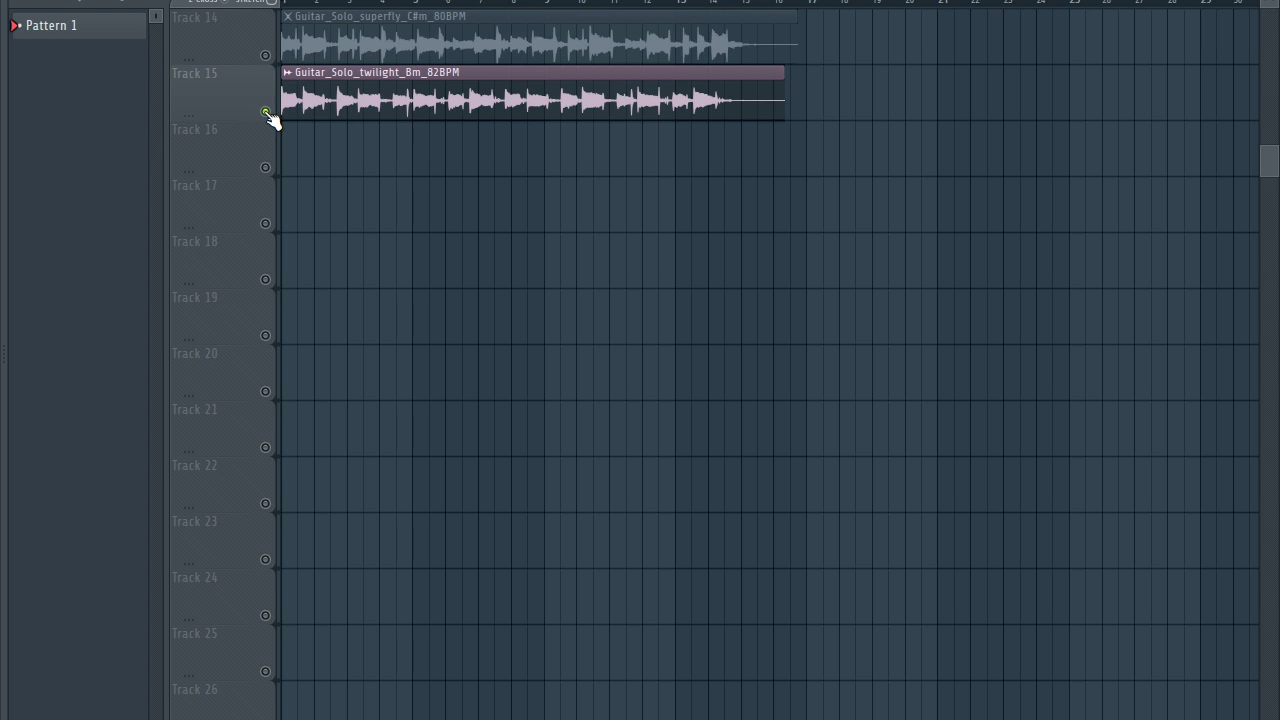 Pattern 1
Track 14
Guitar_Solo_superfly_C#m_80BPM
Track 15
Guitar_Solo_twilight_Bm_82BPM
Track 16
Track 17
Track 18
Track 19
Track 20
Track 21
Track 22
Track 23
Track 24
Track 25
Track 26